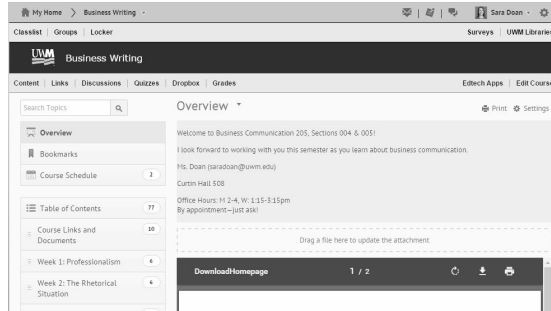 My Home > Business Writing
Sara Doan
Classlist | Groups | Locker
Surveys | UWM Libraries
UWM Business Writing
Content | Links | Discussions | Quizzes | Dropbox | Grades
Edtech Apps | Edit Course
Search Topics
Overview
Print Settings
Overview
Bookmarks
Course Schedule 2
Table of Contents 77
Course Links and Documents 10
Week 1: Professionalism 6
Week 2: The Rhetorical Situation 6
Welcome to Business Communication 205, Sections 004 & 005!
I look forward to working with you this semester as you learn about business communication.
Ms. Doan (saradoan@uwm.edu)
Curtin Hall 508
Office Hours: M 2-4, W: 1:15-3:15pm
By appointment—just ask!
Drag a file here to update the attachment
DownloadHomepage 1 / 2